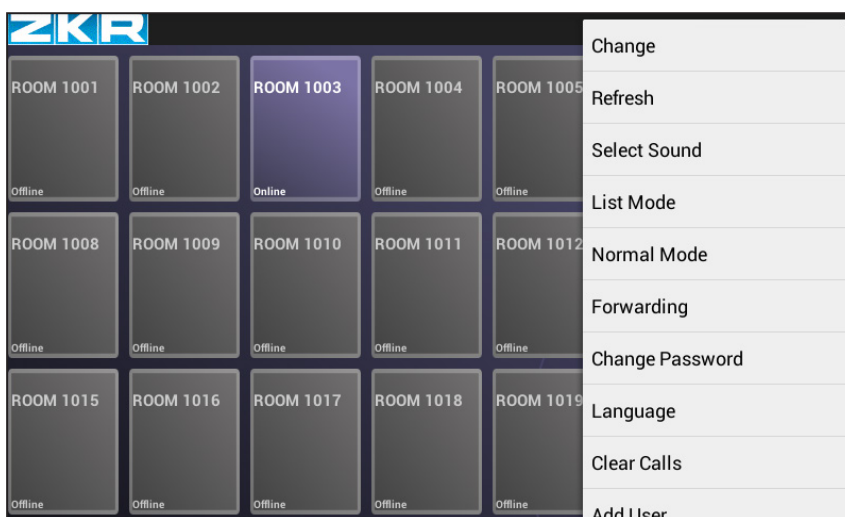 ZKR
ROOM 1001
ROOM 1002
ROOM 1003
ROOM 1004
ROOM 1005
Offline
Offline
Online
Offline
Offline
ROOM 1008
ROOM 1009
ROOM 1010
ROOM 1011
ROOM 1012
Offline
Offline
Offline
Offline
Offline
ROOM 1015
ROOM 1016
ROOM 1017
ROOM 1018
ROOM 1019
Offline
Offline
Offline
Offline
Offline
Change
Refresh
Select Sound
List Mode
Normal Mode
Forwarding
Change Password
Language
Clear Calls
Add User